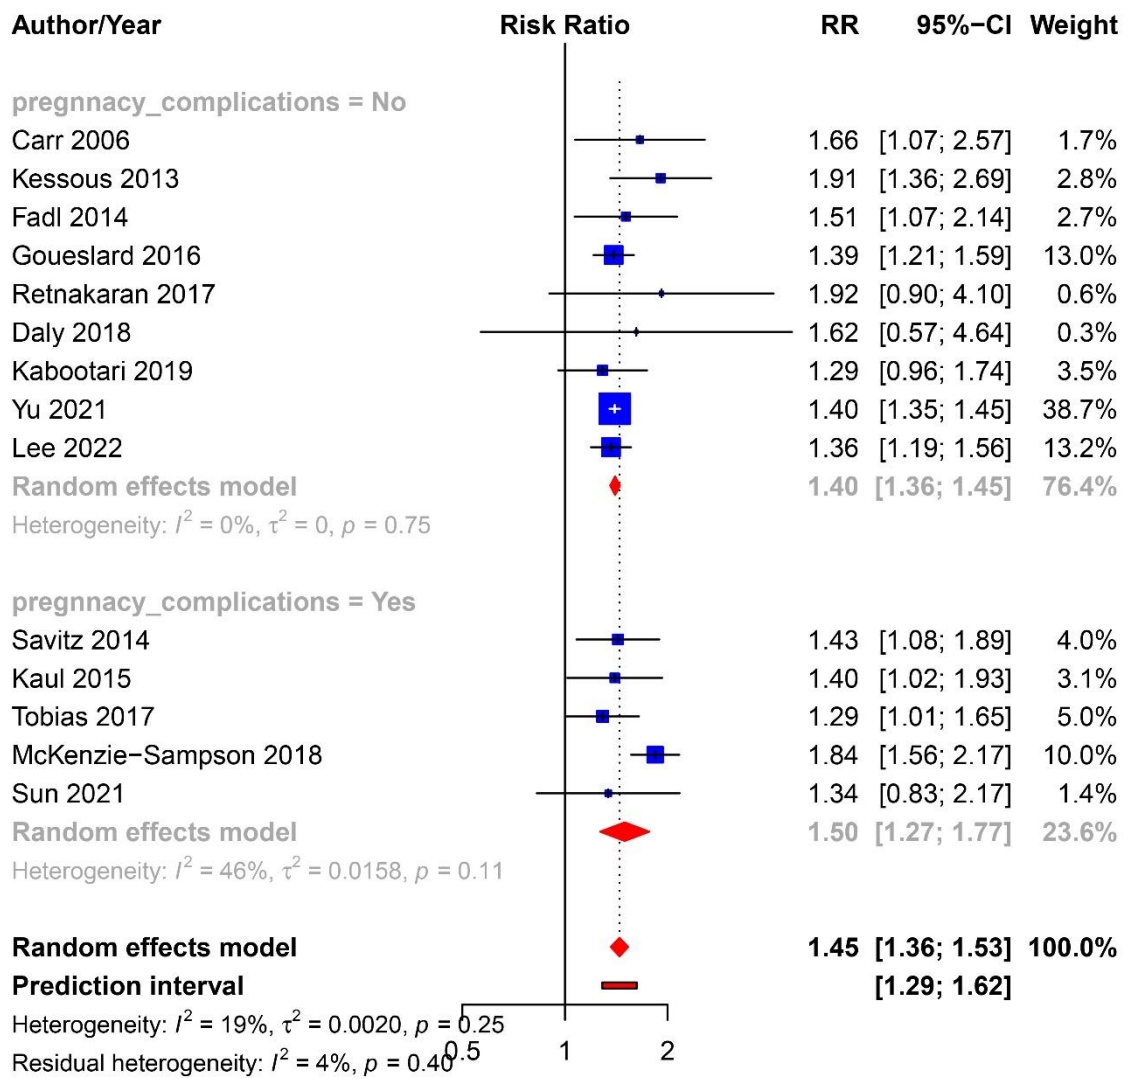 Author/Year Risk Ratio RR 95%−CI Weight
pregnnacy_complications = No
Carr 2006 1.66 [1.07; 2.57] 1.7%
Kessous 2013 1.91 [1.36; 2.69] 2.8%
Fadl 2014 1.51 [1.07; 2.14] 2.7%
Goueslard 2016 1.39 [1.21; 1.59] 13.0%
Retnakaran 2017 1.92 [0.90; 4.10] 0.6%
Daly 2018 1.62 [0.57; 4.64] 0.3%
Kabootari 2019 1.29 [0.96; 1.74] 3.5%
Yu 2021 1.40 [1.35; 1.45] 38.7%
Lee 2022 1.36 [1.19; 1.56] 13.2%
Random effects model 1.40 [1.36; 1.45] 76.4%
Heterogeneity: I² = 0%, τ² = 0, p = 0.75
pregnnacy_complications = Yes
Savitz 2014 1.43 [1.08; 1.89] 4.0%
Kaul 2015 1.40 [1.02; 1.93] 3.1%
Tobias 2017 1.29 [1.01; 1.65] 5.0%
McKenzie−Sampson 2018 1.84 [1.56; 2.17] 10.0%
Sun 2021 1.34 [0.83; 2.17] 1.4%
Random effects model 1.50 [1.27; 1.77] 23.6%
Heterogeneity: I² = 46%, τ² = 0.0158, p = 0.11
Random effects model 1.45 [1.36; 1.53] 100.0%
Prediction interval [1.29; 1.62]
Heterogeneity: I² = 19%, τ² = 0.0020, p = 0.25
Residual heterogeneity: I² = 4%, p = 0.40
0.5 1 2